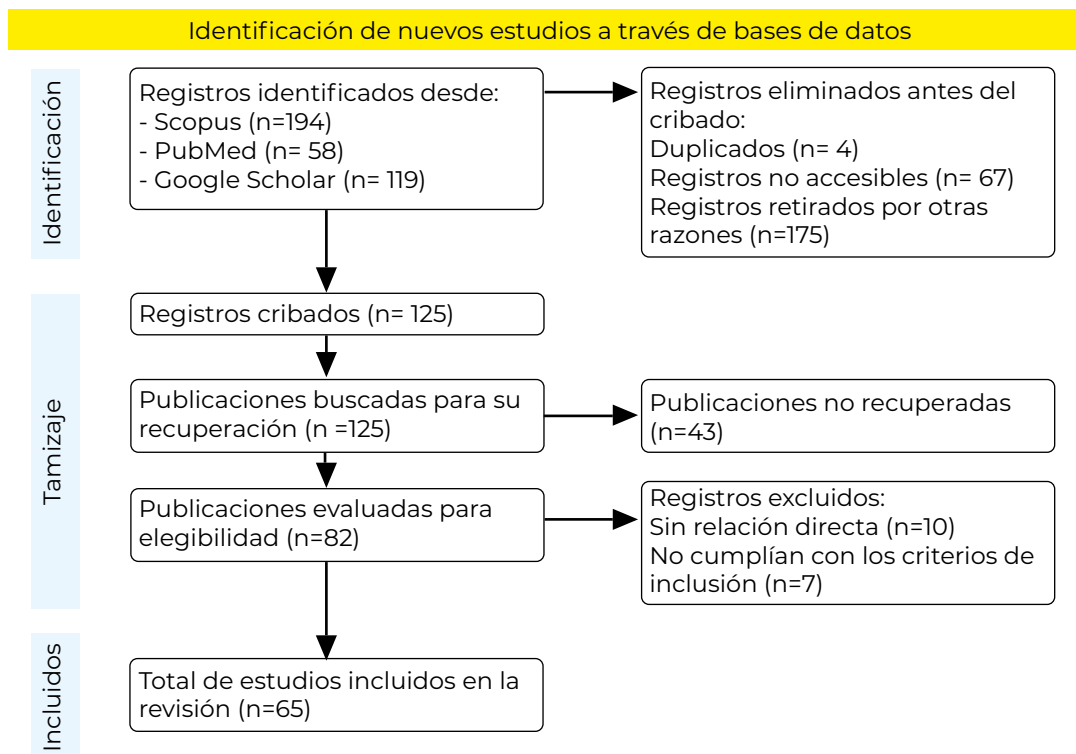 Identificación de nuevos estudios a través de bases de datos
Identificación
Registros identificados desde:
- Scopus (n=194)
- PubMed (n= 58)
- Google Scholar (n= 119)
Registros eliminados antes del
cribado:
Duplicados (n= 4)
Registros no accesibles (n= 67)
Registros retirados por otras
razones (n=175)
Tamizaje
Registros cribados (n= 125)
Publicaciones buscadas para su
recuperación (n =125)
Publicaciones no recuperadas
(n=43)
Publicaciones evaluadas para
elegibilidad (n=82)
Registros excluidos:
Sin relación directa (n=10)
No cumplían con los criterios de
inclusión (n=7)
Incluidos
Total de estudios incluidos en la
revisión (n=65)